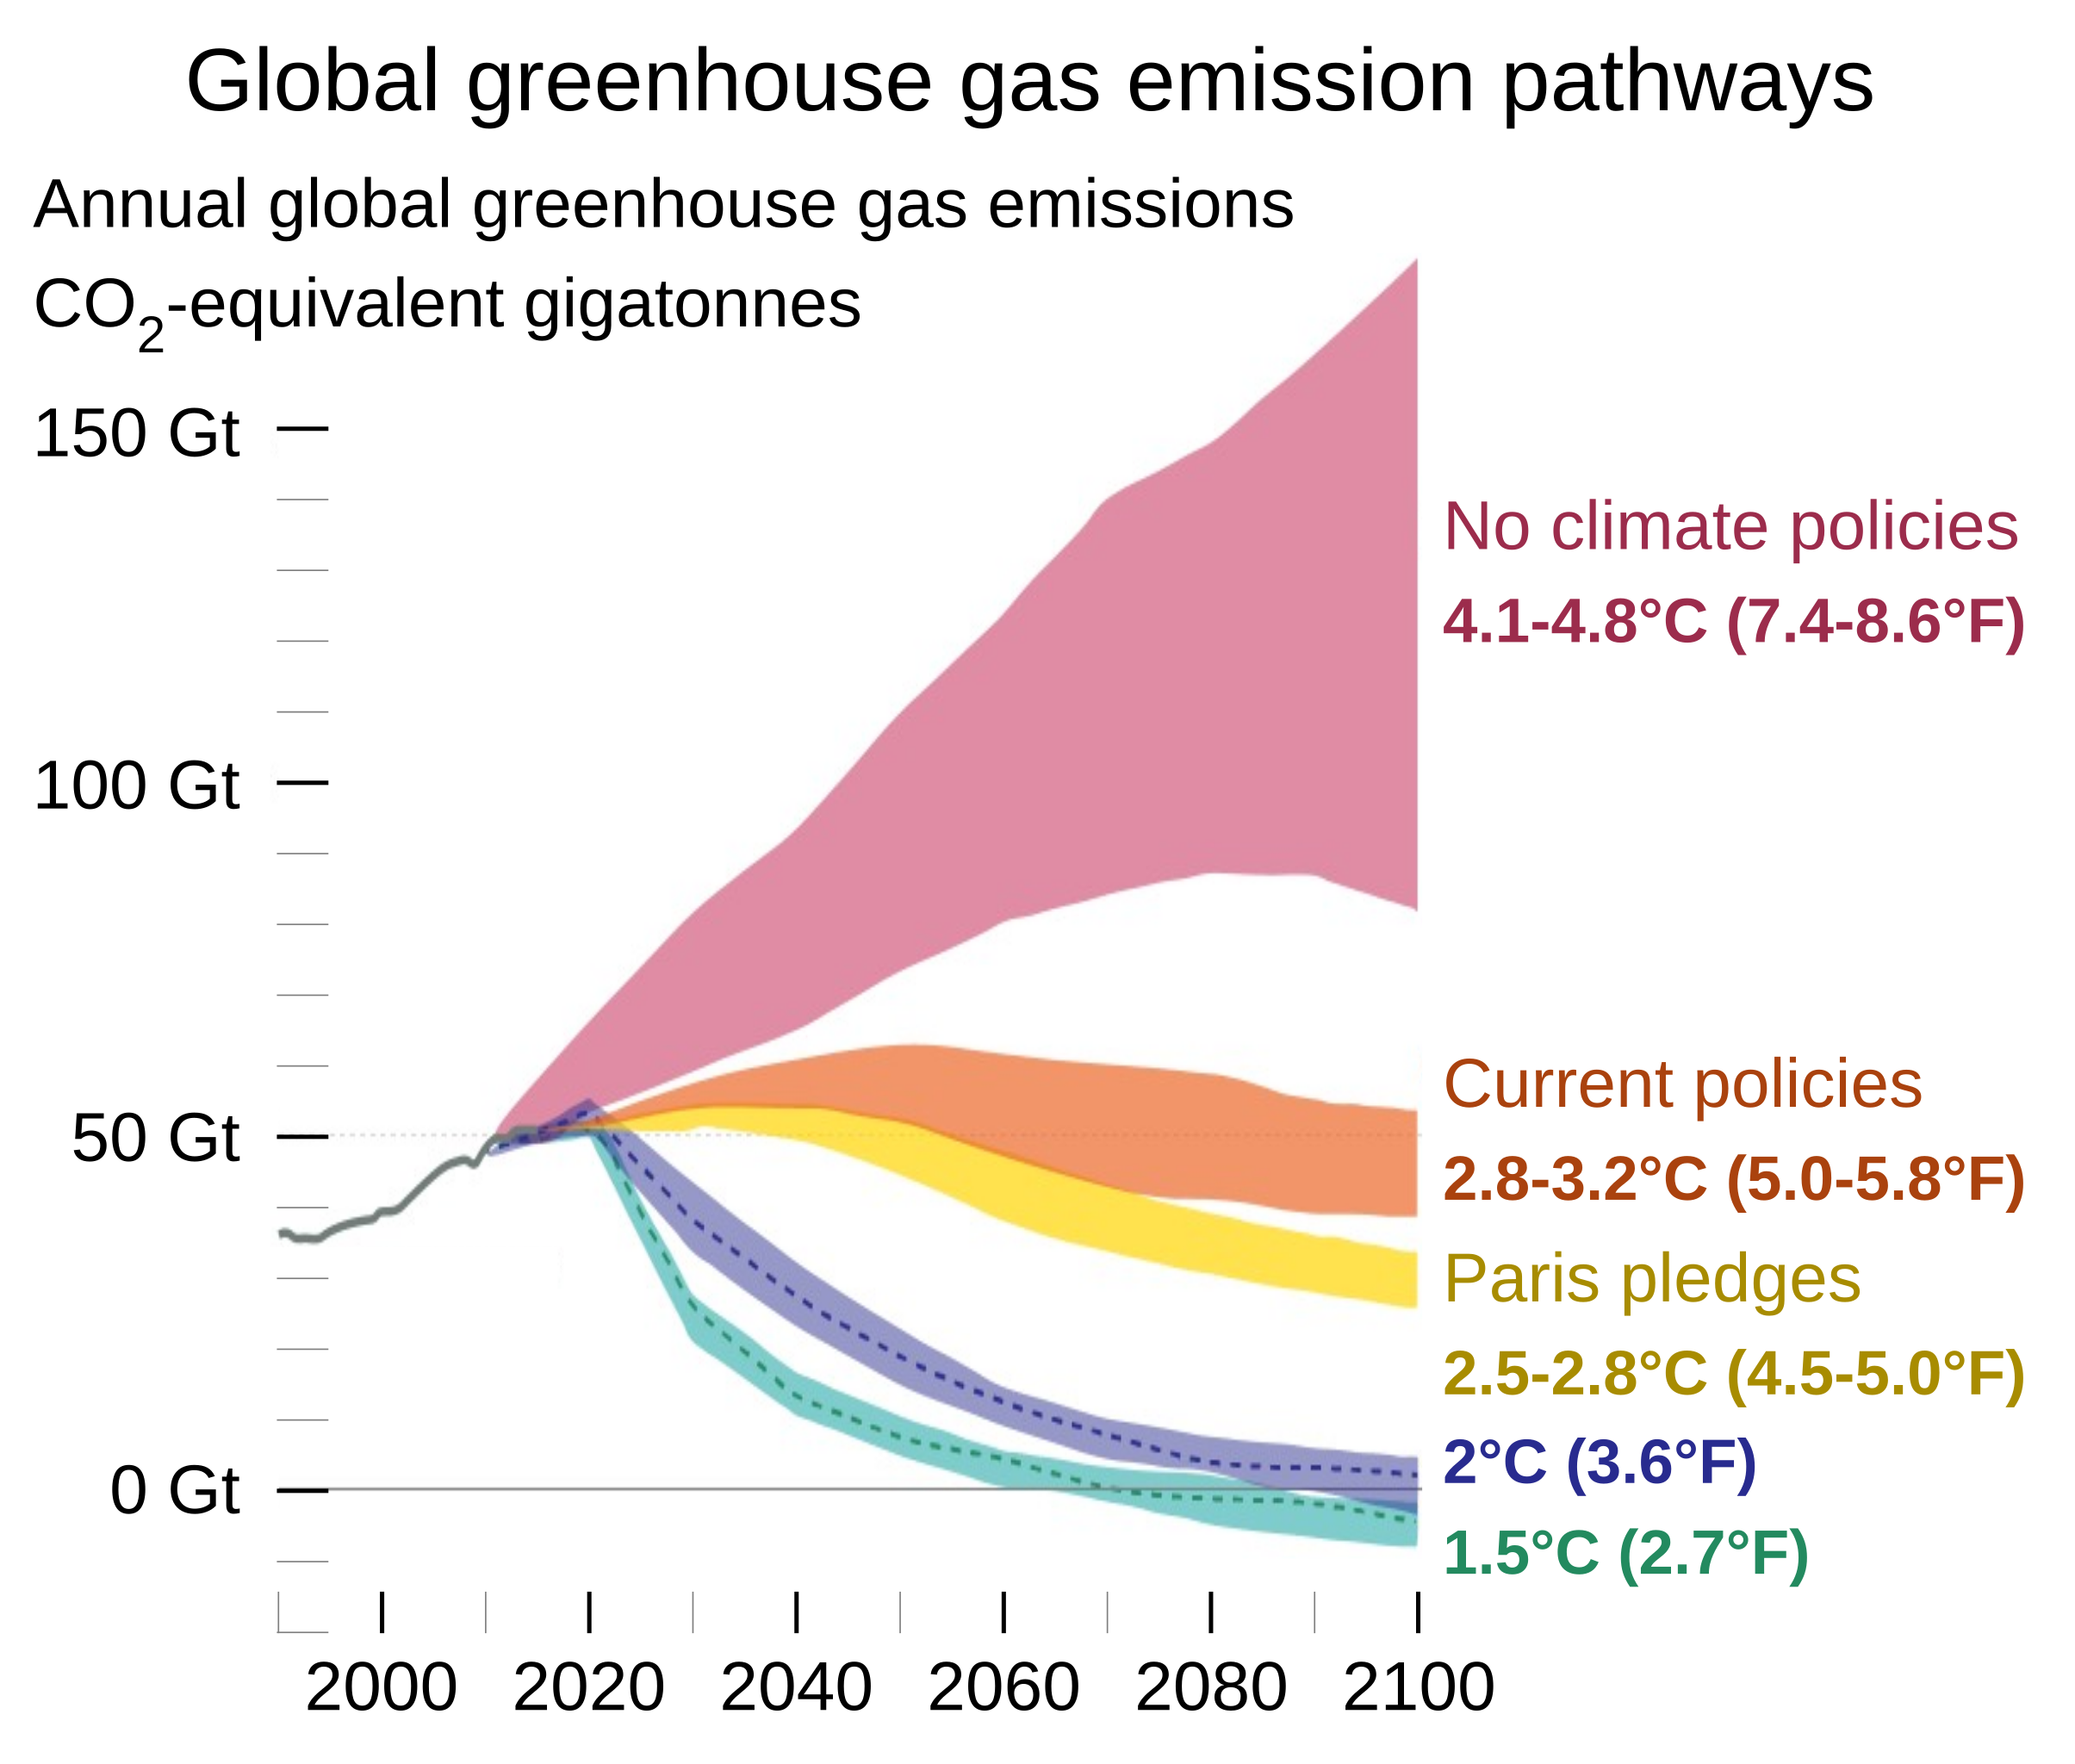 Global greenhouse gas emission pathways
Annual global greenhouse gas emissions
CO₂-equivalent gigatonnes
150 Gt
No climate policies
4.1-4.8°C (7.4-8.6°F)
100 Gt
Current policies
50 Gt
2.8-3.2°C (5.0-5.8°F)
Paris pledges
2.5-2.8°C (4.5-5.0°F)
2°C (3.6°F)
0 Gt
1.5°C (2.7°F)
2000 2020 2040 2060 2080 2100